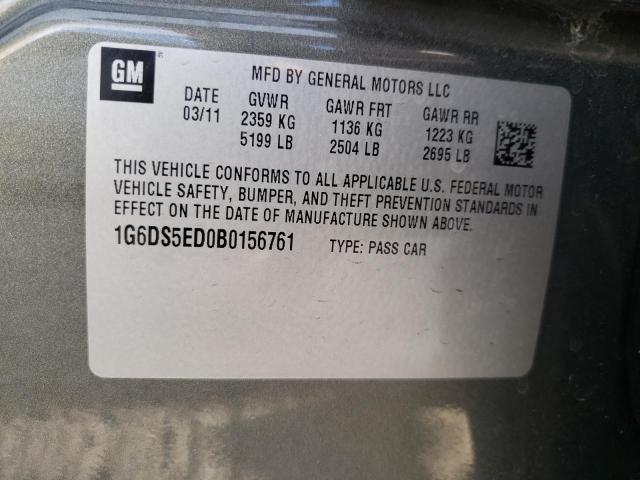 GM
MFD BY GENERAL MOTORS LLC
DATE GVWR GAWR FRT GAWR RR
03/11 2359 KG 1136 KG 1223 KG
5199 LB 2504 LB 2695 LB
THIS VEHICLE CONFORMS TO ALL APPLICABLE U.S. FEDERAL MOTOR
VEHICLE SAFETY, BUMPER, AND THEFT PREVENTION STANDARDS IN
EFFECT ON THE DATE OF MANUFACTURE SHOWN ABOVE.
1G6DS5ED0B0156761 TYPE: PASS CAR